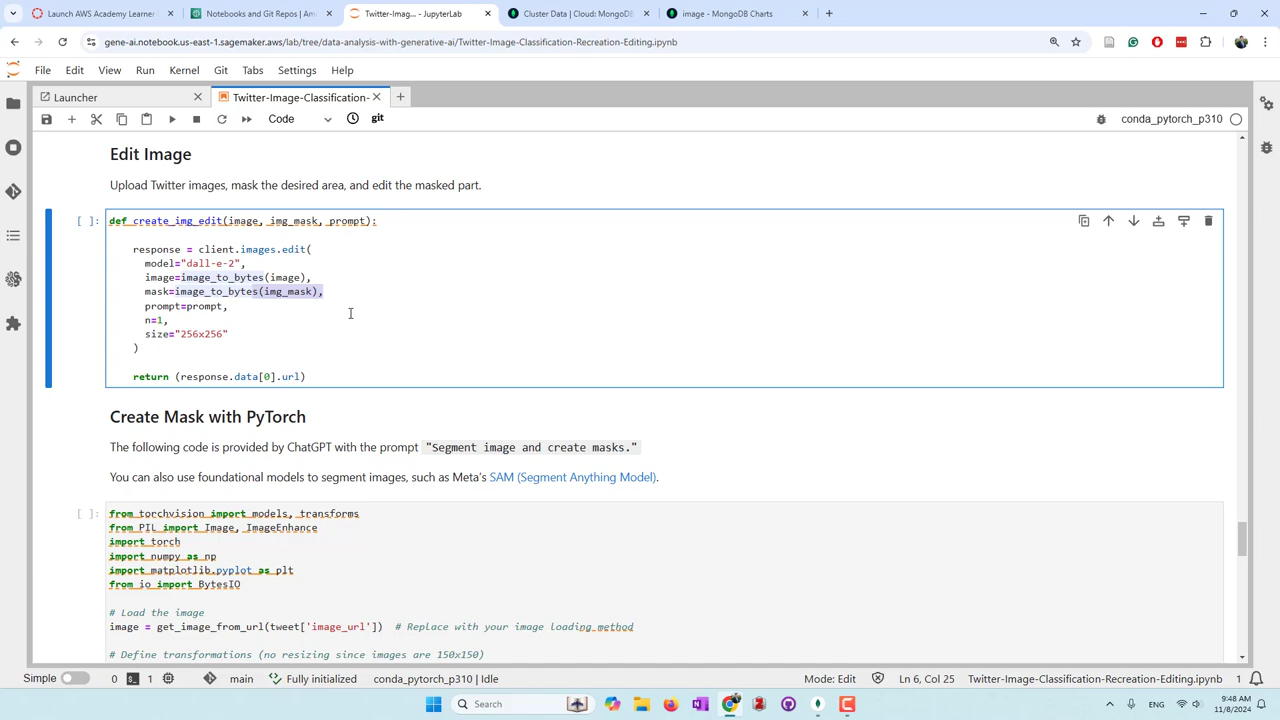 Launch AWS Academy Learner
Notebooks and Git Repos | Am
Twitter-Imag... - JupyterLab
Cluster Data | Cloud: MongoDB
image - MongoDB Charts
gene-ai.notebook.us-east-1.sagemaker.aws/lab/tree/data-analysis-with-generative-ai/Twitter-Image-Classification-Recreation-Editing.ipynb
File Edit View Run Kernel Git Tabs Settings Help
Launcher
Twitter-Image-Classification-
Code
git
conda_pytorch_p310
Edit Image
Upload Twitter images, mask the desired area, and edit the masked part.
[ ]: def create_img_edit(image, img_mask, prompt):
response = client.images.edit(
model="dall-e-2",
image=image_to_bytes(image),
mask=image_to_bytes(img_mask),
prompt=prompt,
n=1,
size="256x256"
)
return (response.data[0].url)
Create Mask with PyTorch
The following code is provided by ChatGPT with the prompt "Segment image and create masks."
You can also use foundational models to segment images, such as Meta's SAM (Segment Anything Model).
[ ]: from torchvision import models, transforms
from PIL import Image, ImageEnhance
import torch
import numpy as np
import matplotlib.pyplot as plt
from io import BytesIO
# Load the image
image = get_image_from_url(tweet['image_url']) # Replace with your image loading method
# Define transformations (no resizing since images are 150x150)
Simple 0 1 main Fully initialized conda_pytorch_p310 | Idle Mode: Edit Ln 6, Col 25 Twitter-Image-Classification-Recreation-Editing.ipynb 1
Search
ENG
9:48 AM
11/8/2024